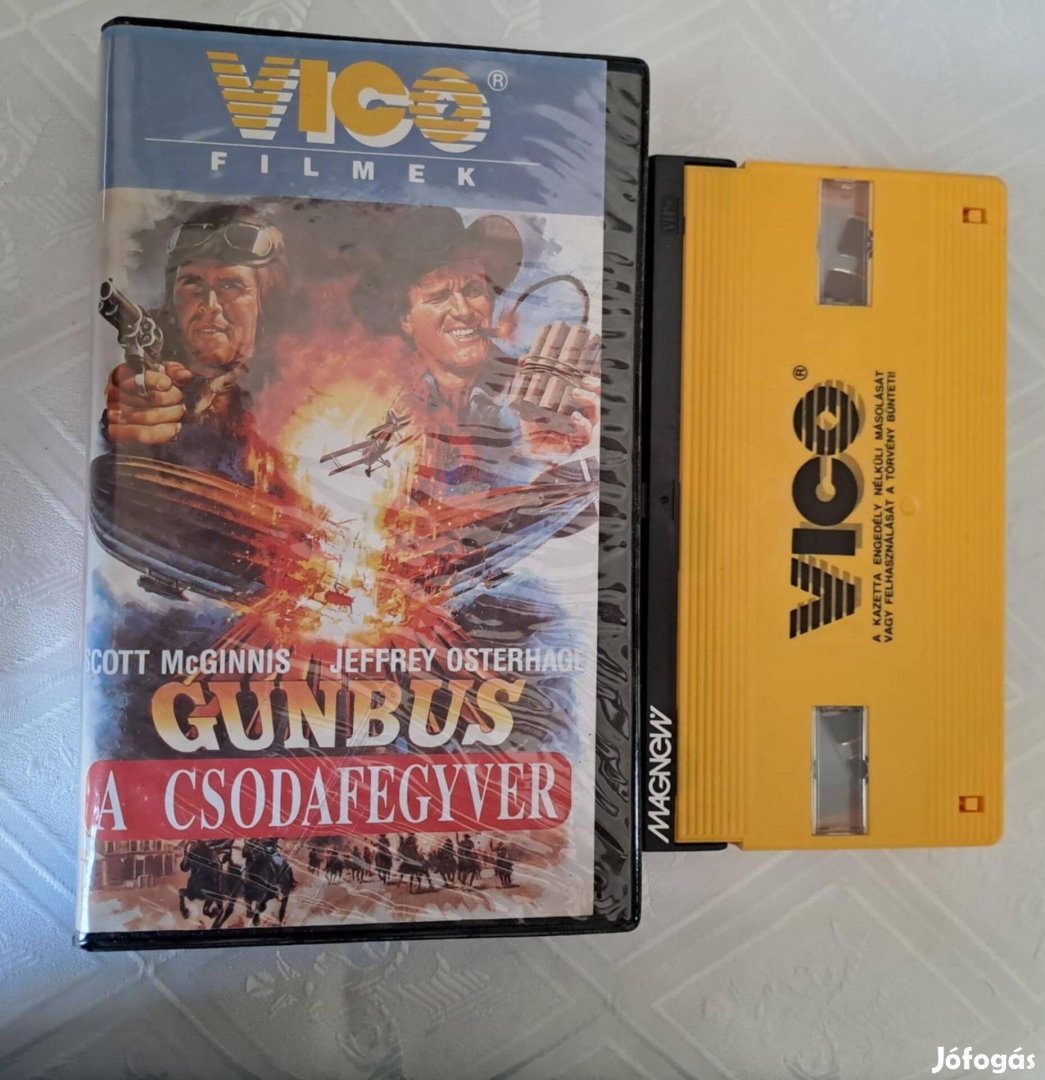 VICO®
FILMEK
SCOTT McGINNIS JEFFREY OSTERHAGE
GUNBUS
A CSODAFEGYVER
VHS
MAGNEW
VICO®
A KAZETTA ENGEDÉLY NÉLKÜLI MÁSOLÁSÁT
VAGY FELHASZNÁLÁSÁT A TÖRVÉNY BÜNTETI!
Jófogás